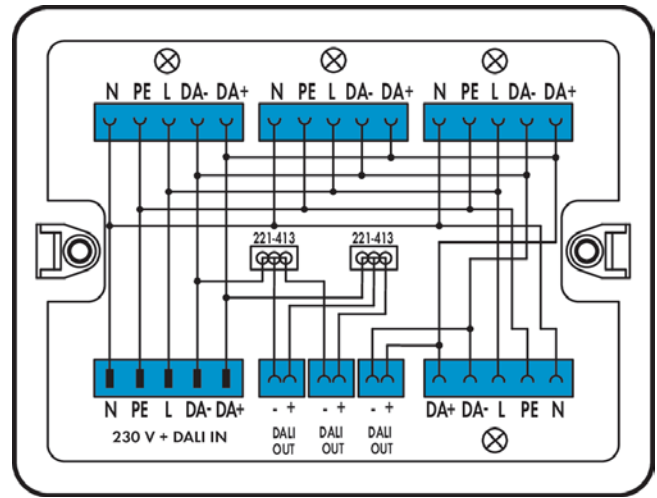 N PE L DA- DA+ N PE L DA- DA+ N PE L DA- DA+
221-413 221-413
N PE L DA- DA+ - + - + - + DA+ DA- L PE N
230 V + DALI IN DALI DALI DALI
OUT OUT OUT